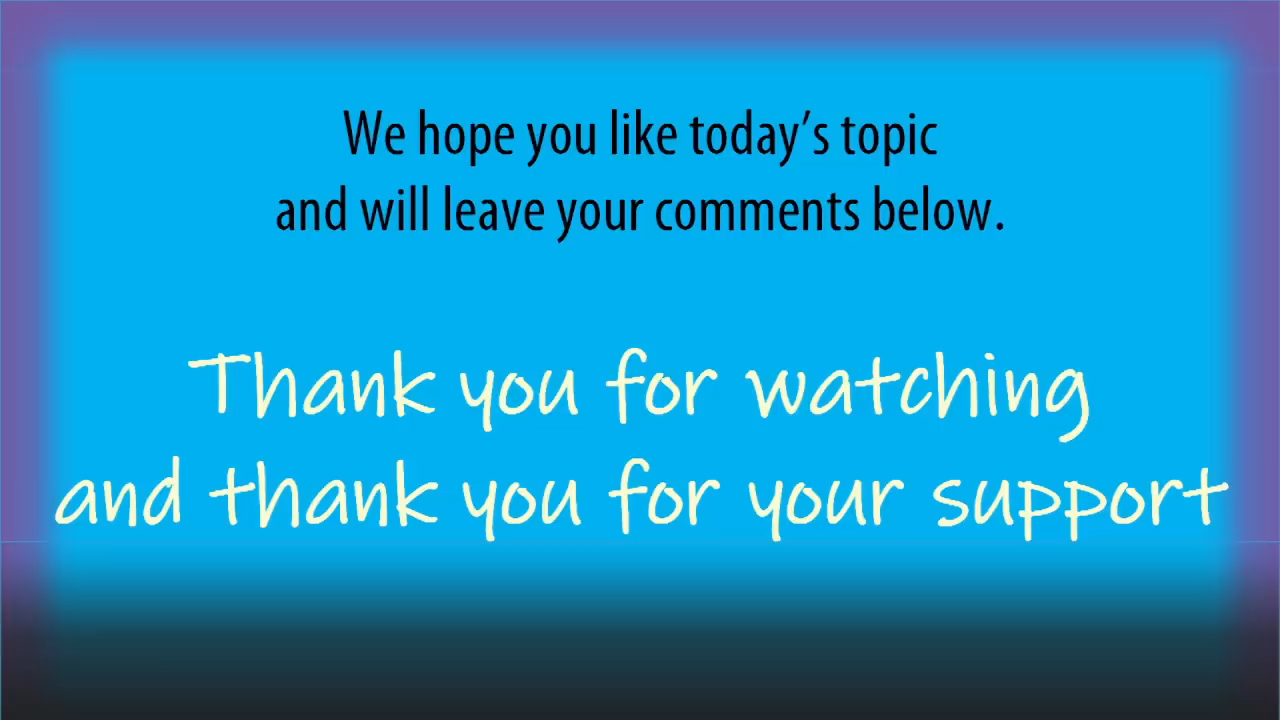 We hope you like today’s topic
and will leave your comments below.
Thank you for watching
and thank you for your support